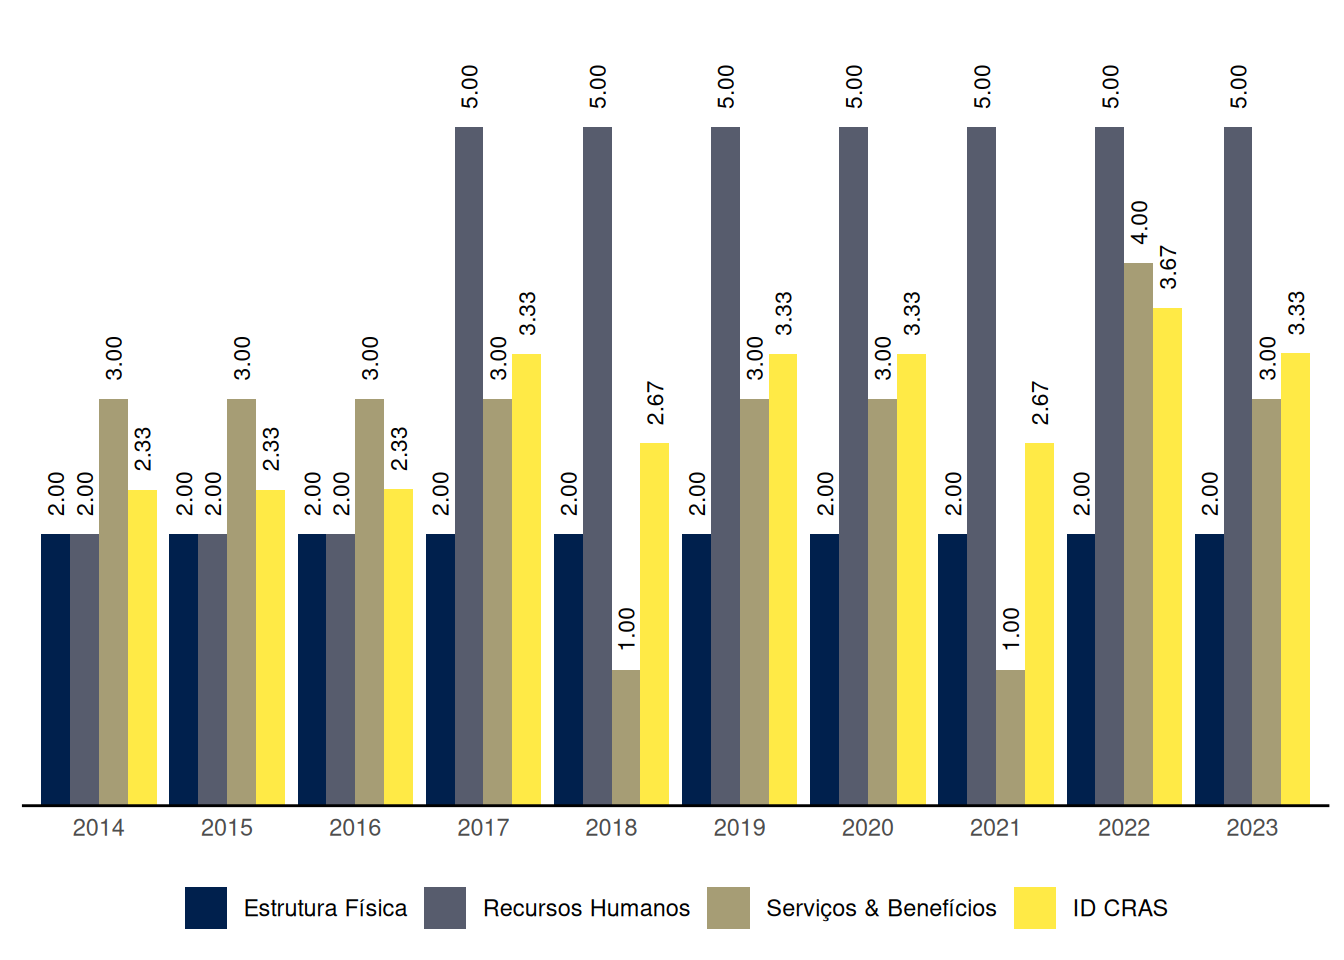 5.00 5.00 5.00 5.00 5.00 5.00 5.00
4.00
3.67
3.33 3.33 3.33 3.33
3.00 3.00 3.00 3.00 3.00 3.00 3.00
2.67 2.67
2.33 2.33 2.33
2.00 2.00 2.00 2.00 2.00 2.00 2.00 2.00 2.00 2.00 2.00 2.00 2.00
1.00 1.00
2014 2015 2016 2017 2018 2019 2020 2021 2022 2023
Estrutura Física Recursos Humanos Serviços & Benefícios ID CRAS